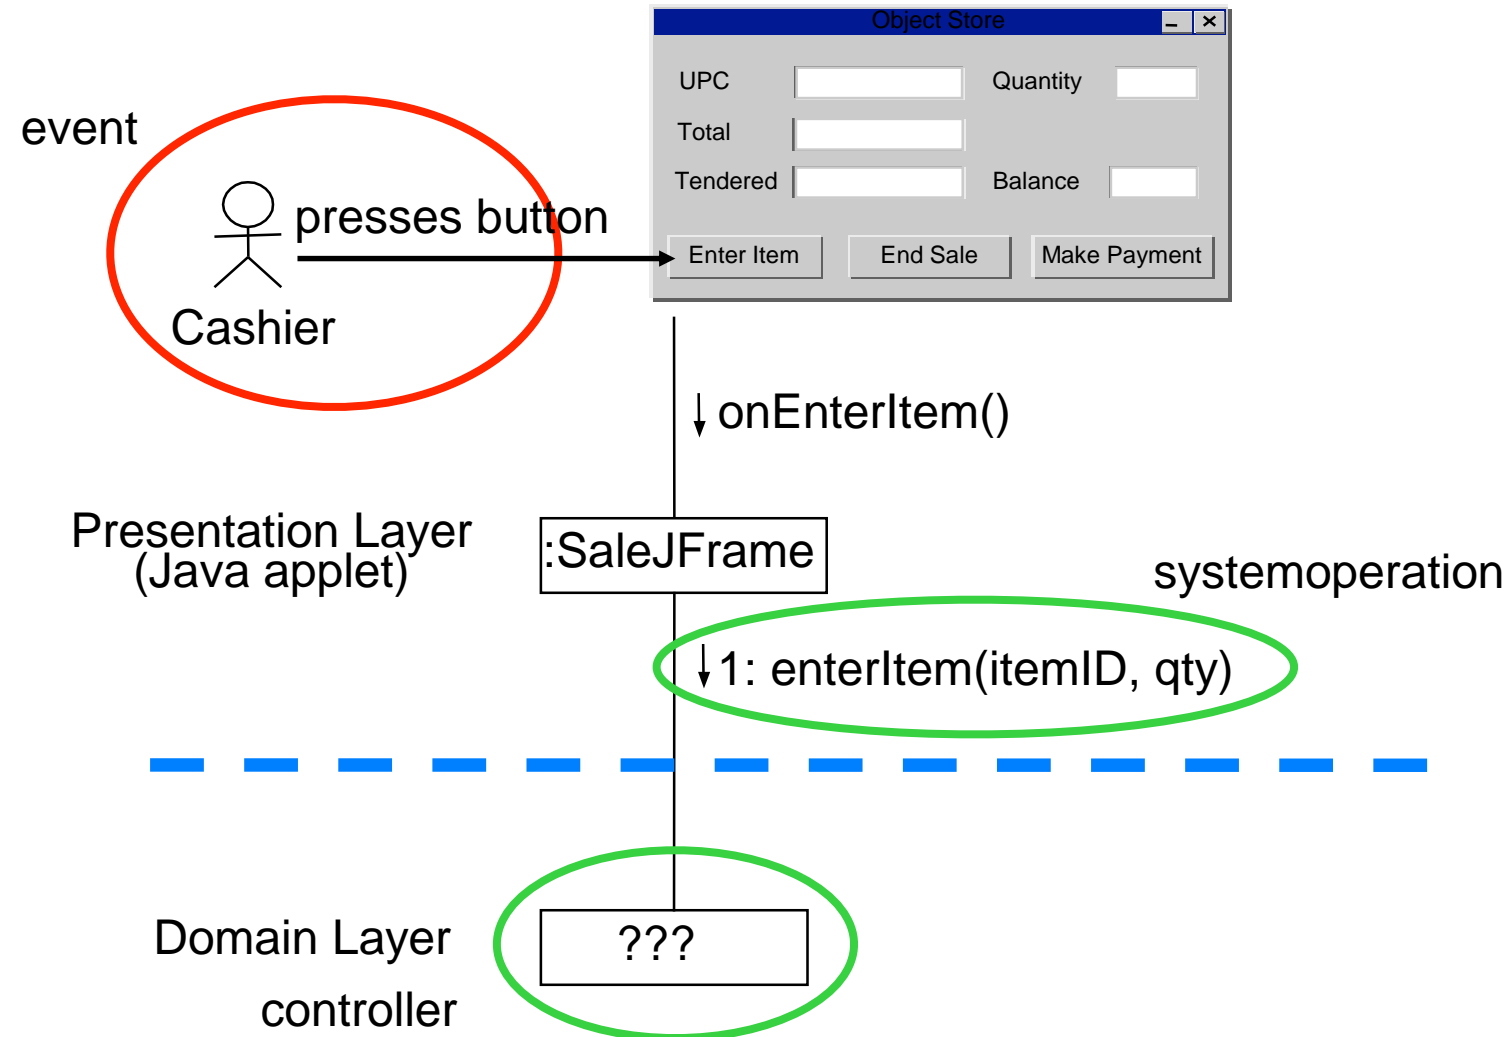 Object Store
UPC
Quantity
Total
Tendered
Balance
Enter Item
End Sale
Make Payment
event
presses button
Cashier
onEnterItem()
Presentation Layer
(Java applet)
:SaleJFrame
systemoperation
1: enterItem(itemID, qty)
Domain Layer
???
controller